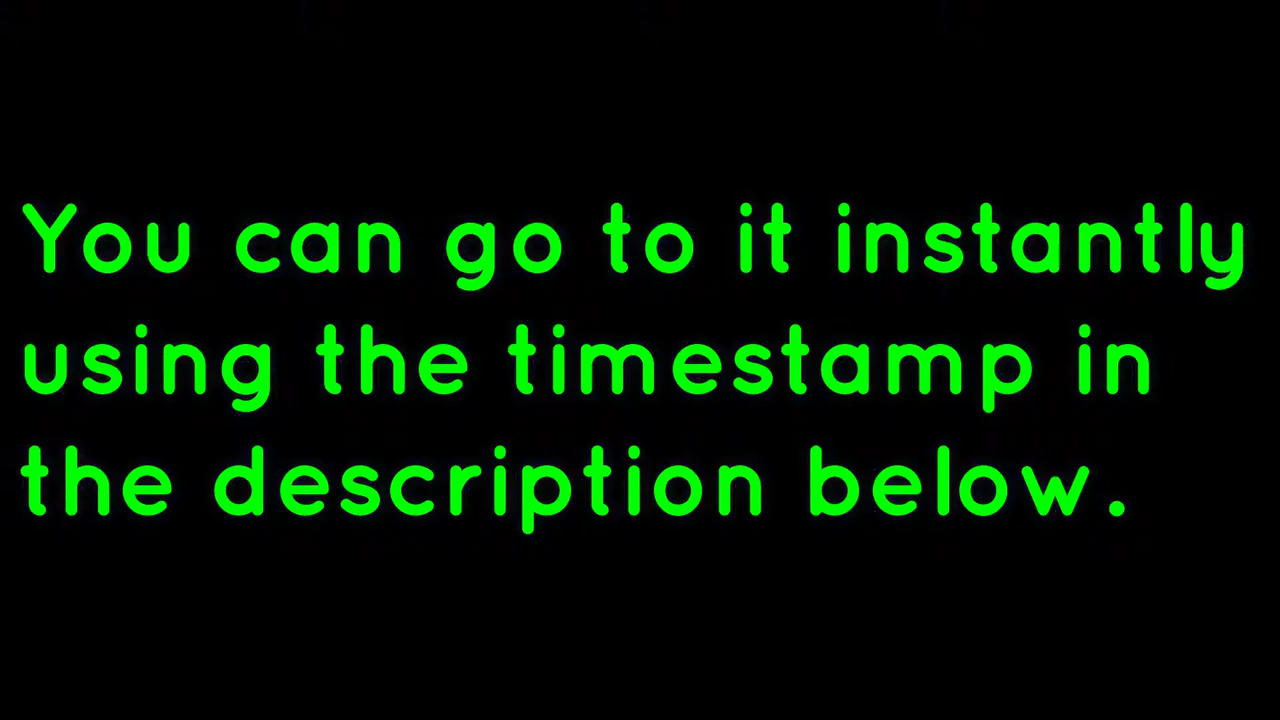 You can go to it instantly
using the timestamp in
the description below.